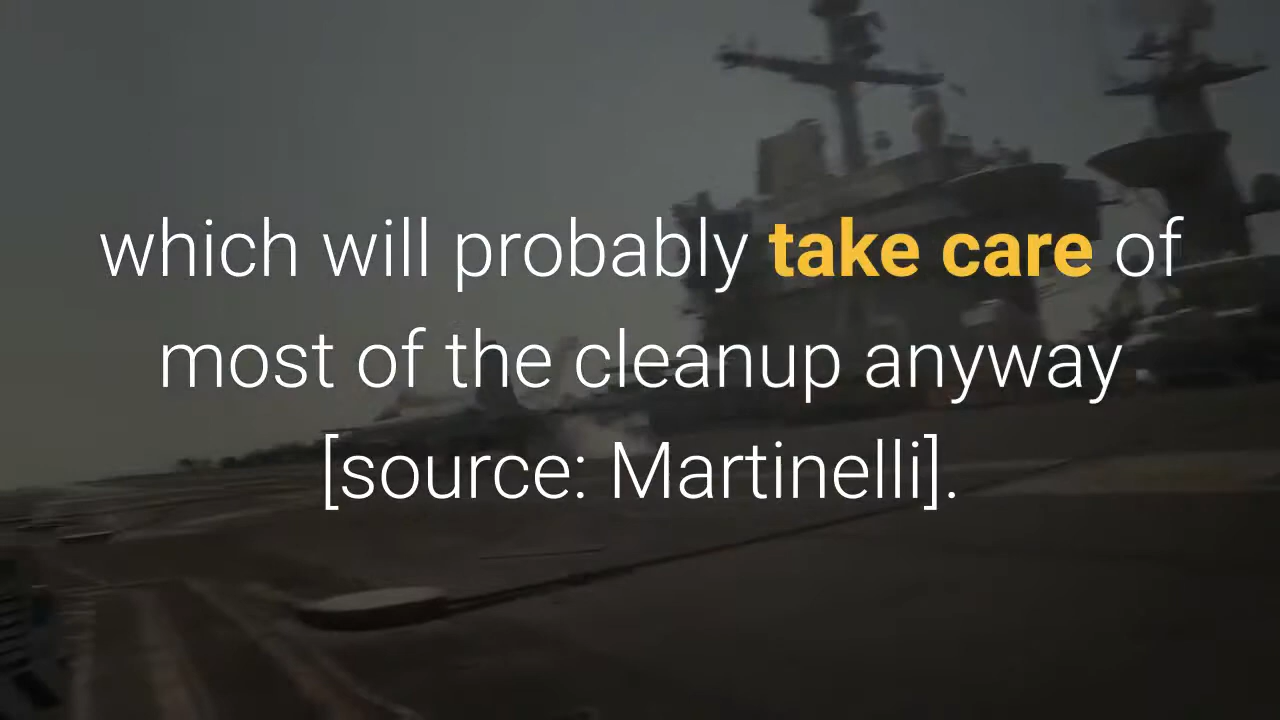 which will probably take care of
most of the cleanup anyway
[source: Martinelli].